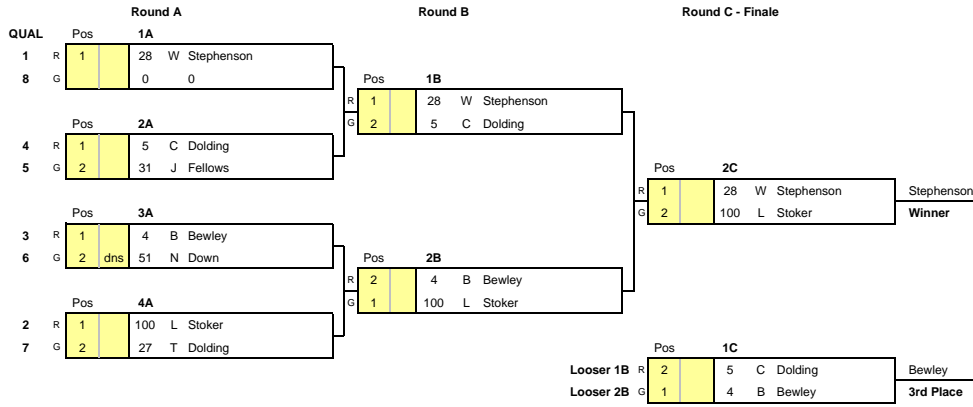 Round A Round B Round C - Finale
QUAL Pos 1A
1 R 1 28 W Stephenson
8 G 0 0
Pos 1B
R 1 28 W Stephenson
G 2 5 C Dolding
Pos 2A
4 R 1 5 C Dolding
5 G 2 31 J Fellows
Pos 2C
R 1 28 W Stephenson Stephenson
G 2 100 L Stoker Winner
Pos 3A
3 R 1 4 B Bewley
6 G 2 dns 51 N Down
Pos 2B
R 2 4 B Bewley
G 1 100 L Stoker
Pos 4A
2 R 1 100 L Stoker
7 G 2 27 T Dolding
Pos 1C
Looser 1B R 2 5 C Dolding Bewley
Looser 2B G 1 4 B Bewley 3rd Place